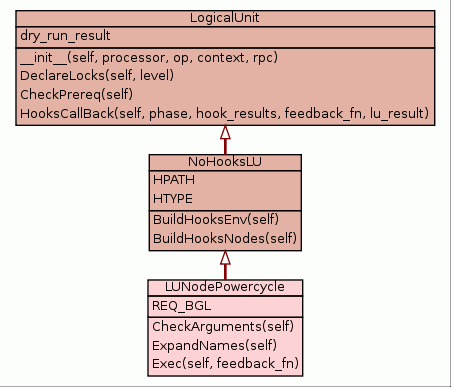 LogicalUnit
dry_run_result
__init__(self, processor, op, context, rpc)
DeclareLocks(self, level)
CheckPrereq(self)
HooksCallBack(self, phase, hook_results, feedback_fn, lu_result)
NoHooksLU
HPATH
HTYPE
BuildHooksEnv(self)
BuildHooksNodes(self)
LUNodePowercycle
REQ_BGL
CheckArguments(self)
ExpandNames(self)
Exec(self, feedback_fn)